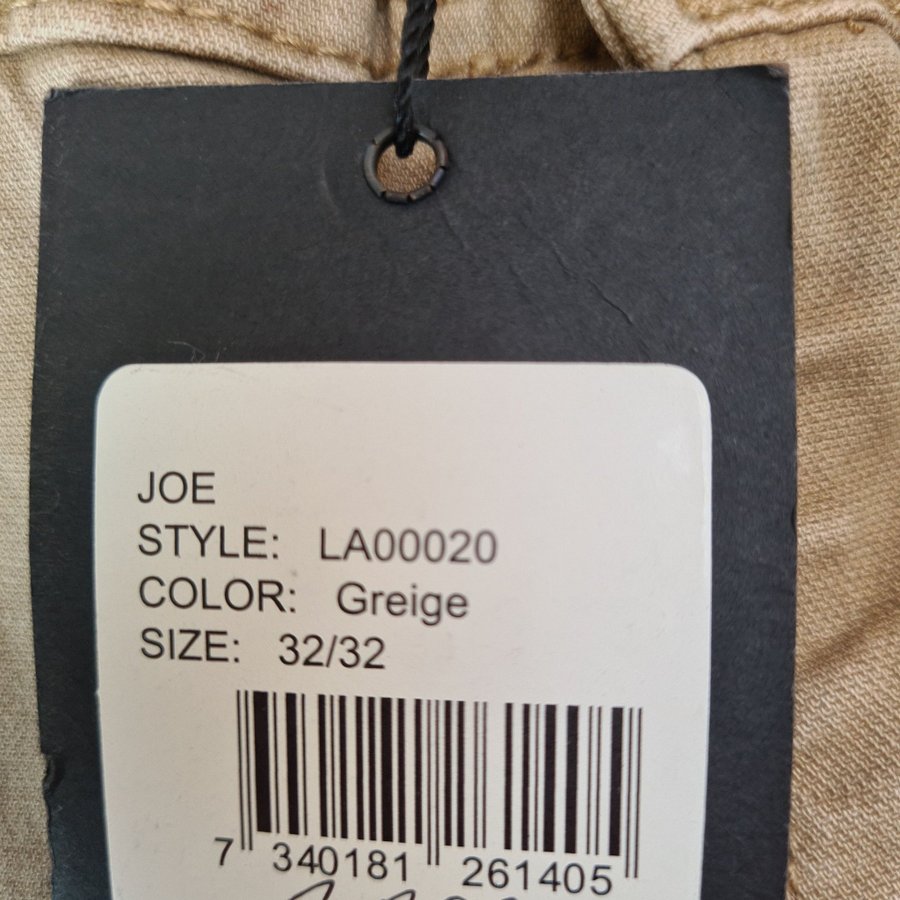 JOE
STYLE: LA00020
COLOR: Greige
SIZE: 32/32
7 340181 261405